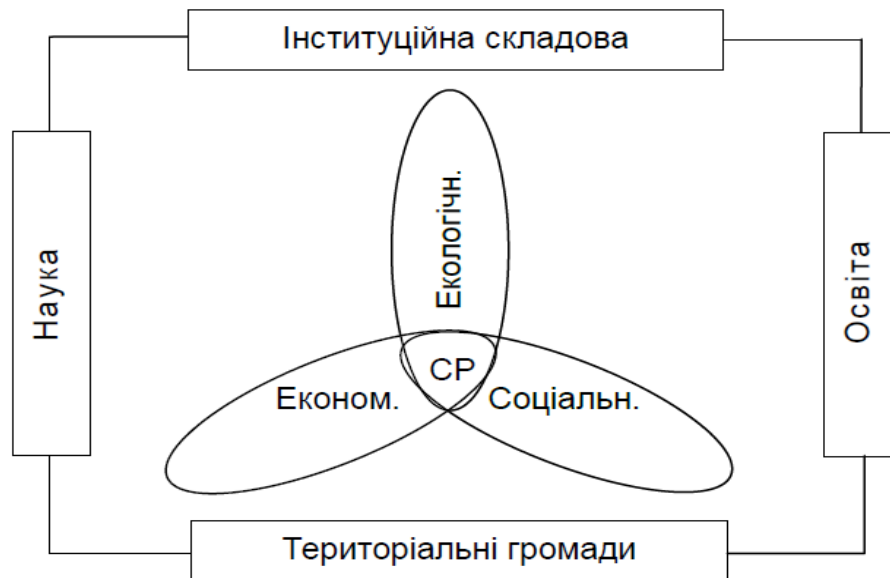 Інституційна складова
Наука
Екологічн.
Освіта
СР
Економ.
Соціальн.
Територіальні громади